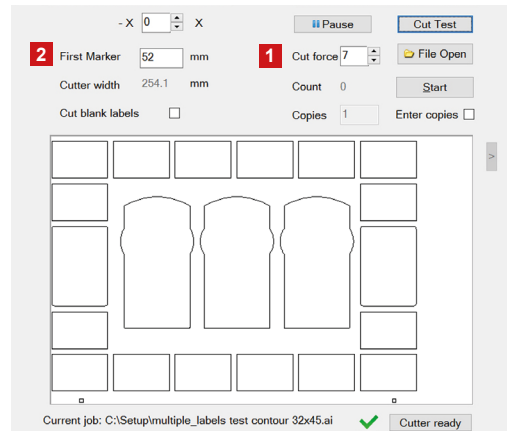 - X 0 X Pause Cut Test
2 First Marker 52 mm 1 Cut force 7 File Open
Cutter width 254.1 mm Count 0 Start
Cut blank labels Copies 1 Enter copies
>
Current job: C:\Setup\multiple_labels test contour 32x45.ai Cutter ready